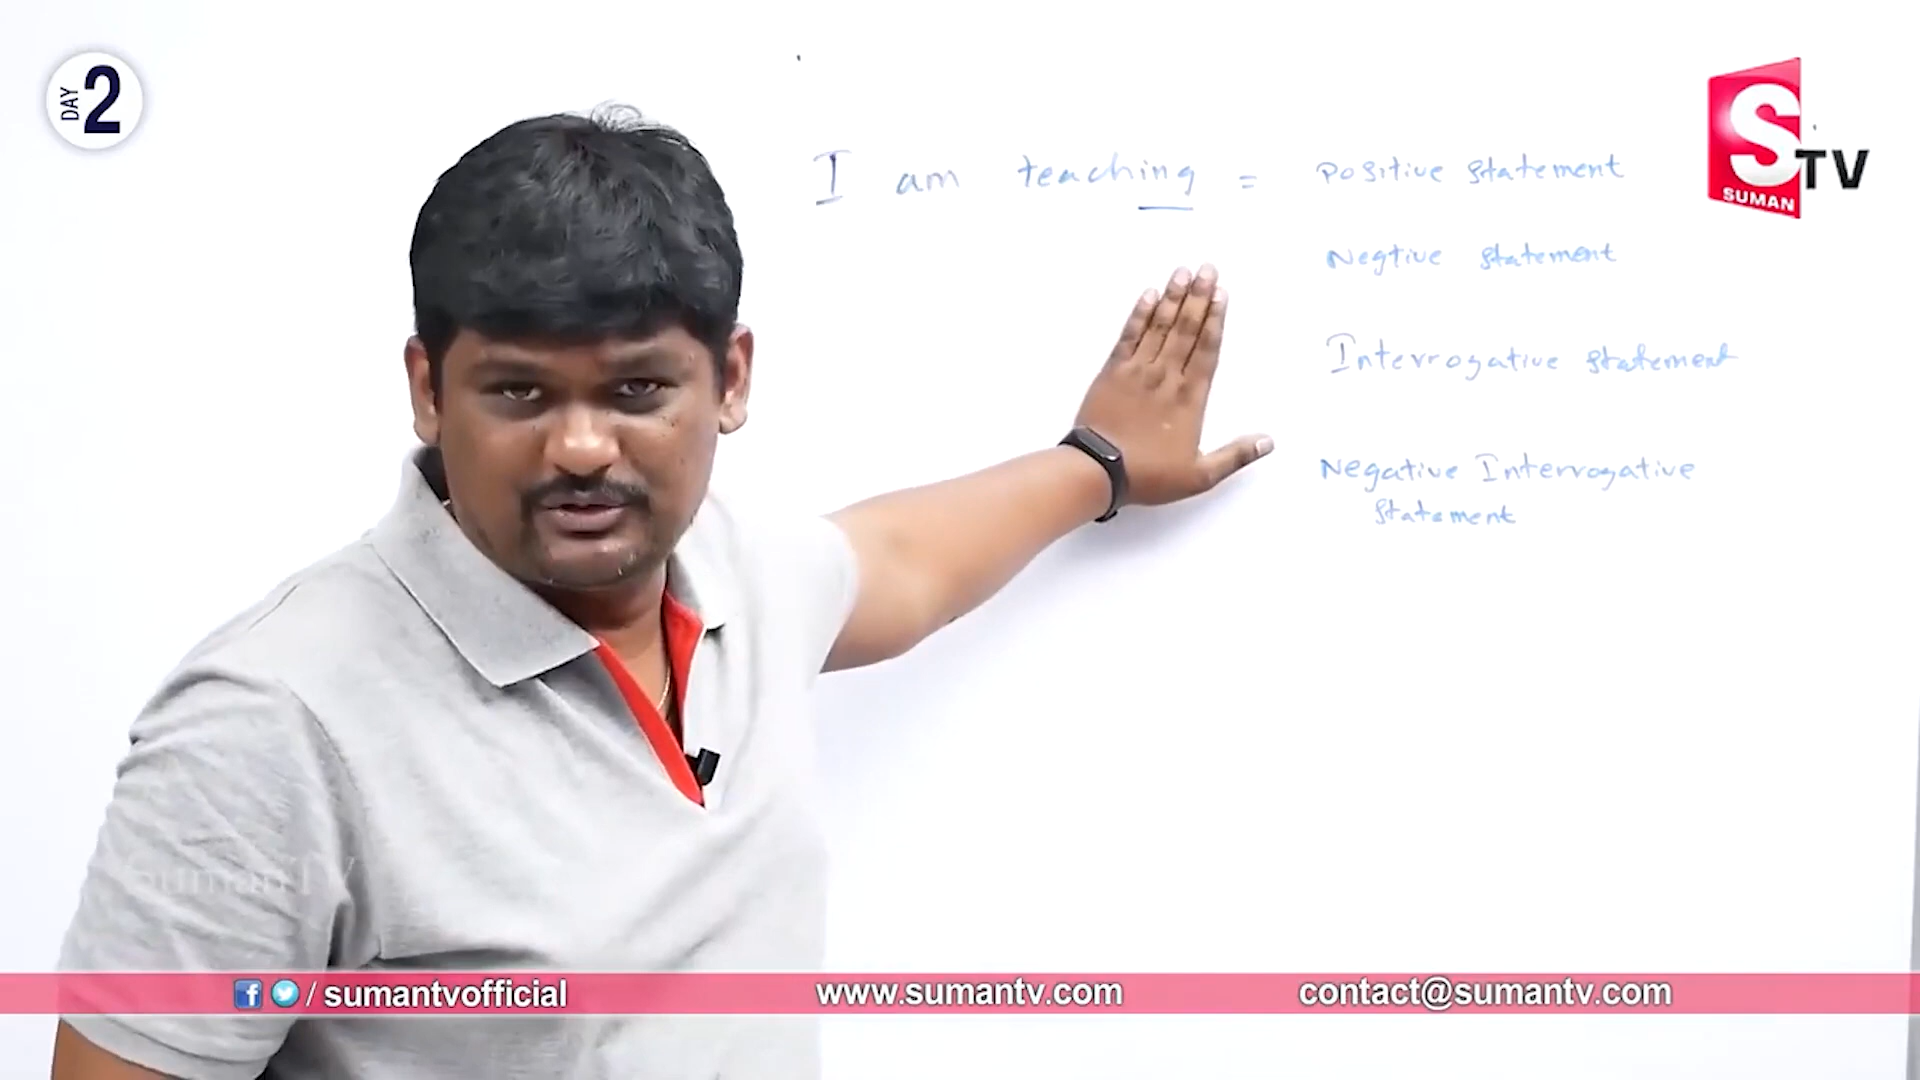 DAY 2
S TV
SUMAN
I am teaching = Positive statement
Negtive statement
Interrogative statement
Negative Interrogative
statement
SumanTV
/ sumantvofficial
www.sumantv.com
contact@sumantv.com